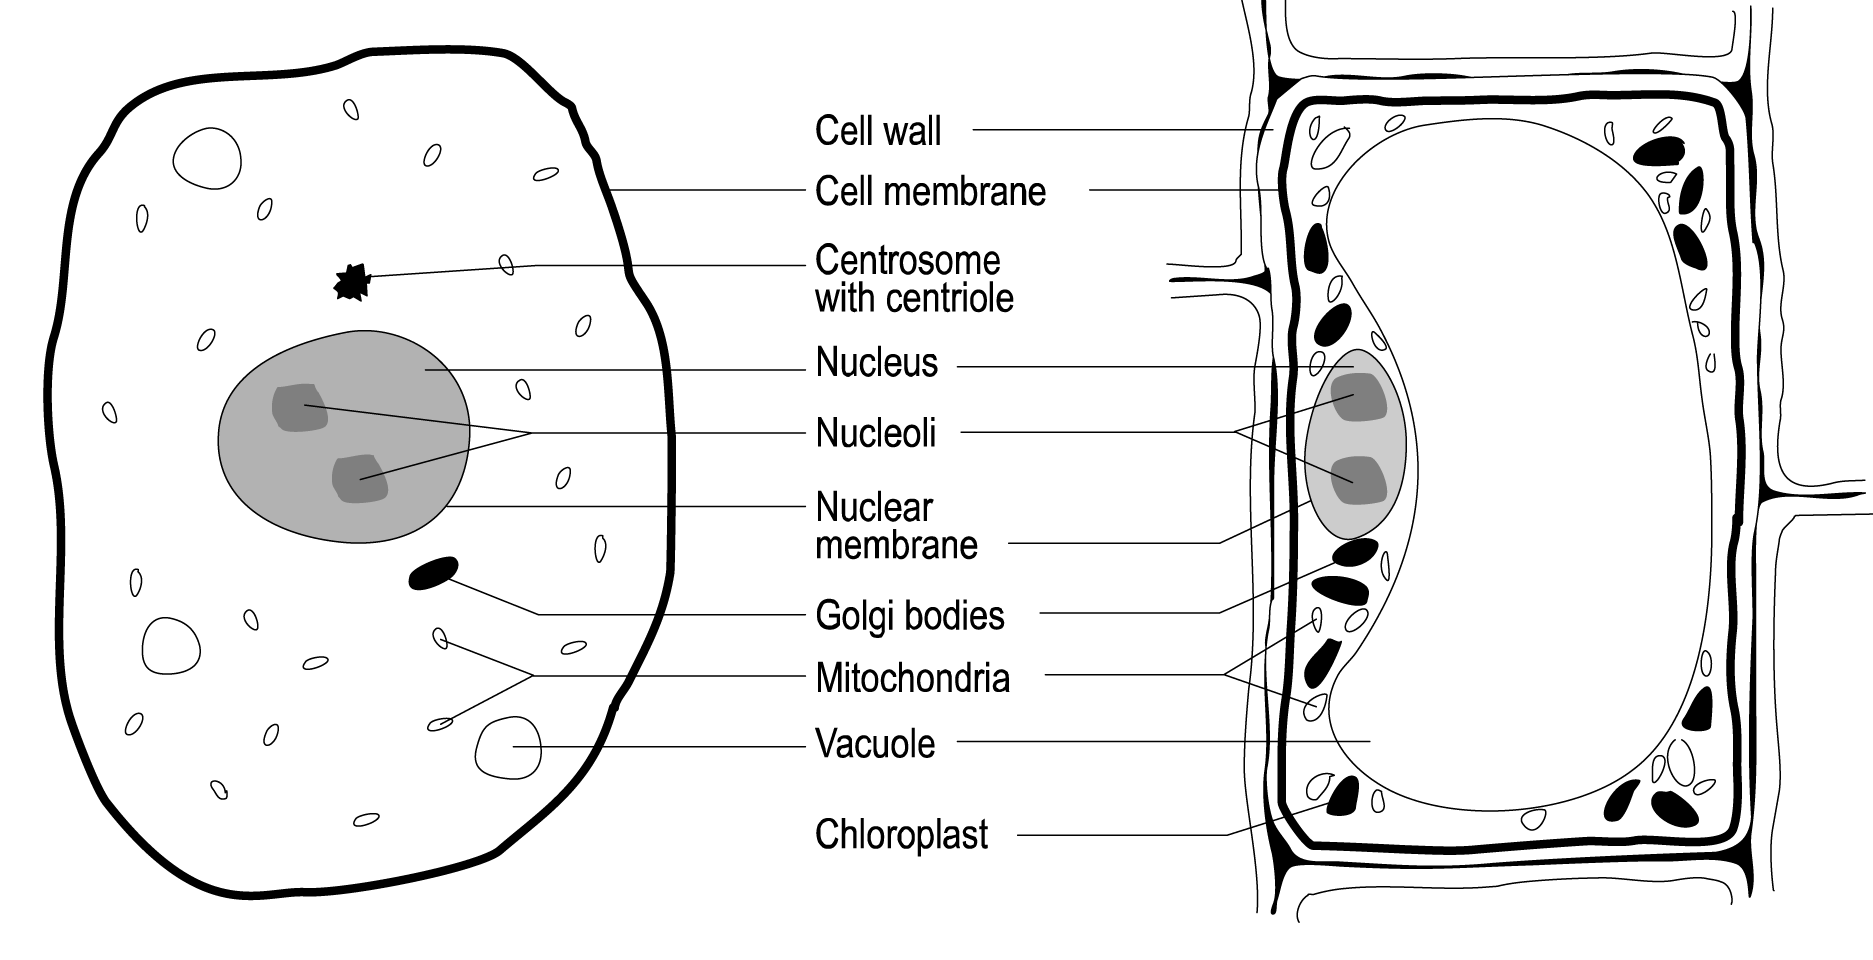 Cell wall
Cell membrane
Centrosome
with centriole
Nucleus
Nucleoli
Nuclear
membrane
Golgi bodies
Mitochondria
Vacuole
Chloroplast